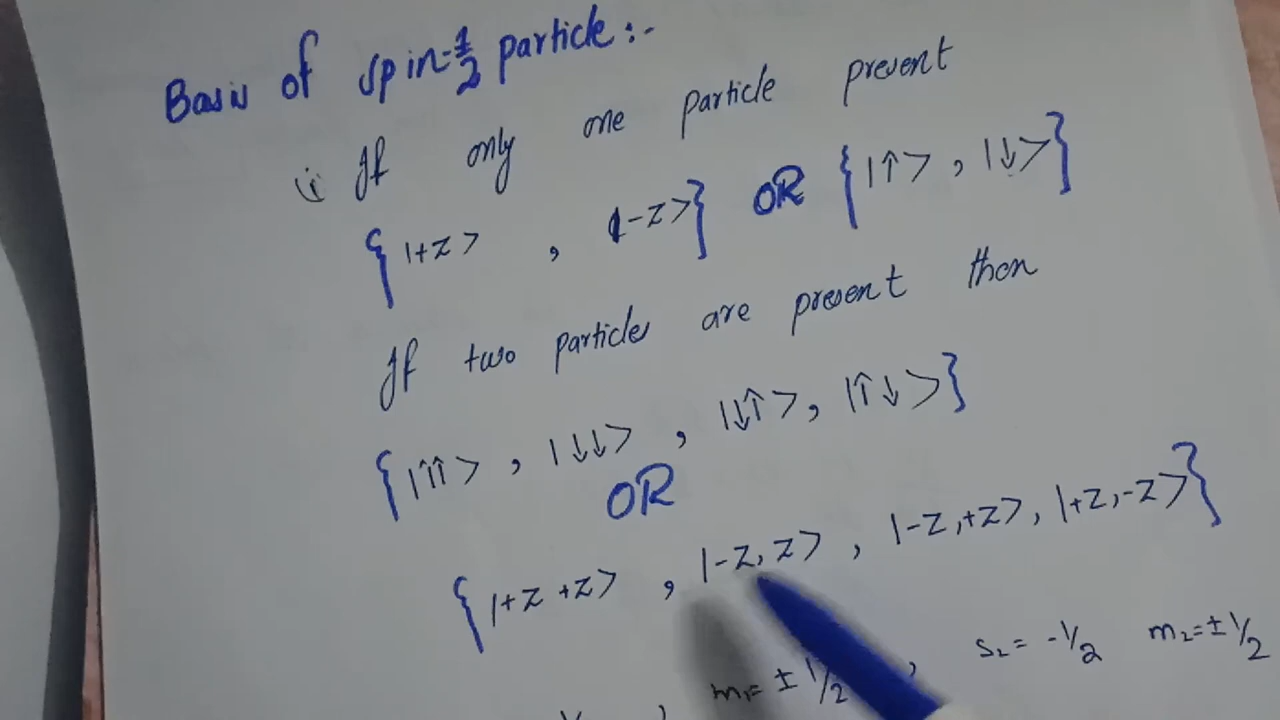 Basis of spin-1/2 particle:-
(i) If only one particle present
{|+z> , |-z>} OR {|↑> , |↓>}
If two particles are present then
{|↑↑> , |↓↓> , |↓↑>, |↑↓>}
OR
{|+z +z> , |-z, z> , |-z,+z>, |+z,-z>}
m₁= ± 1/2 , S₂ = -1/2 m₂=± 1/2